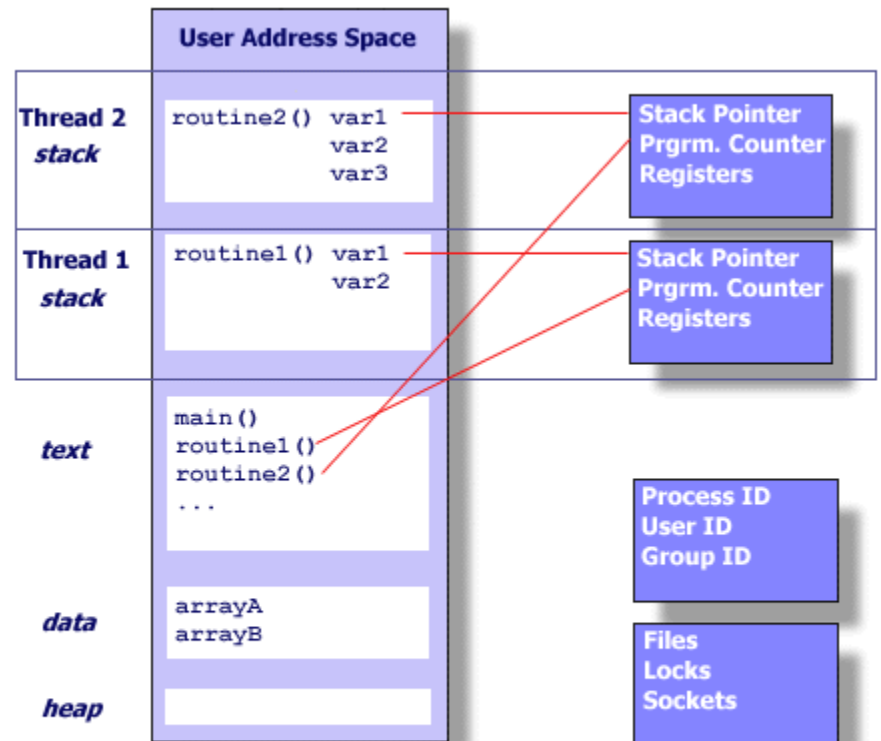 User Address Space
Thread 2
stack
routine2() var1
var2
var3
Stack Pointer
Prgrm. Counter
Registers
Thread 1
stack
routine1() var1
var2
Stack Pointer
Prgrm. Counter
Registers
text
main()
routine1()
routine2()
...
Process ID
User ID
Group ID
data
arrayA
arrayB
Files
Locks
Sockets
heap